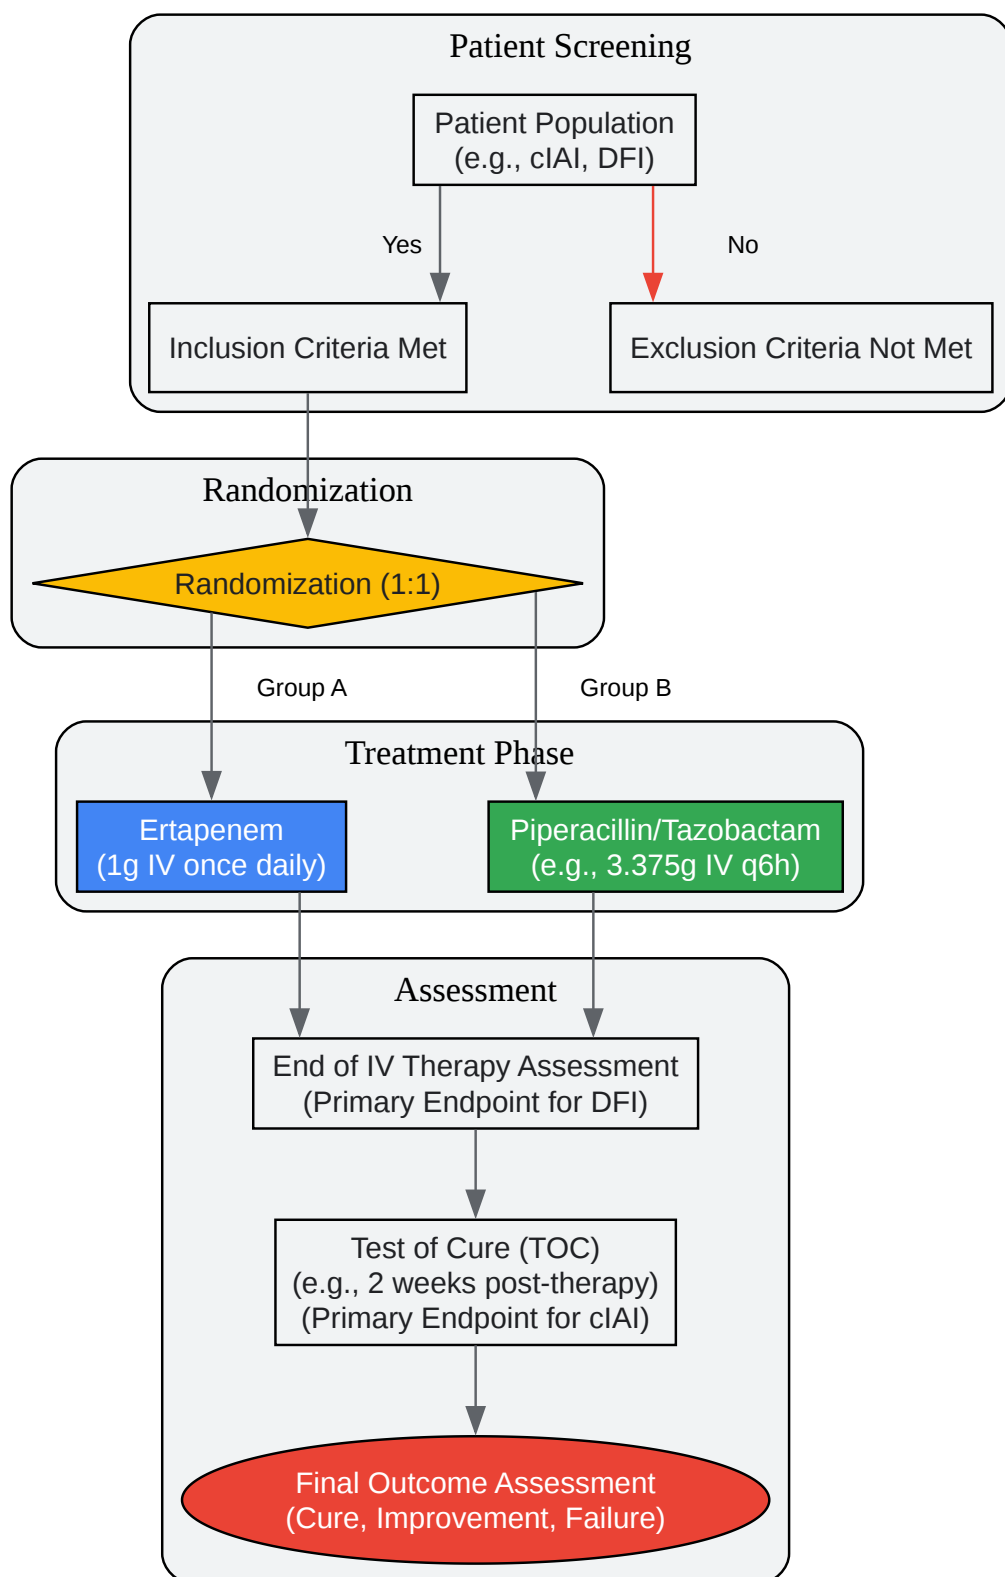 Patient Screening
Patient Population
(e.g., cIAI, DFI)
Yes
No
Inclusion Criteria Met
Exclusion Criteria Not Met
Randomization
Randomization (1:1)
Group A
Group B
Treatment Phase
Ertapenem
(1g IV once daily)
Piperacillin/Tazobactam
(e.g., 3.375g IV q6h)
Assessment
End of IV Therapy Assessment
(Primary Endpoint for DFI)
Test of Cure (TOC)
(e.g., 2 weeks post-therapy)
(Primary Endpoint for cIAI)
Final Outcome Assessment
(Cure, Improvement, Failure)